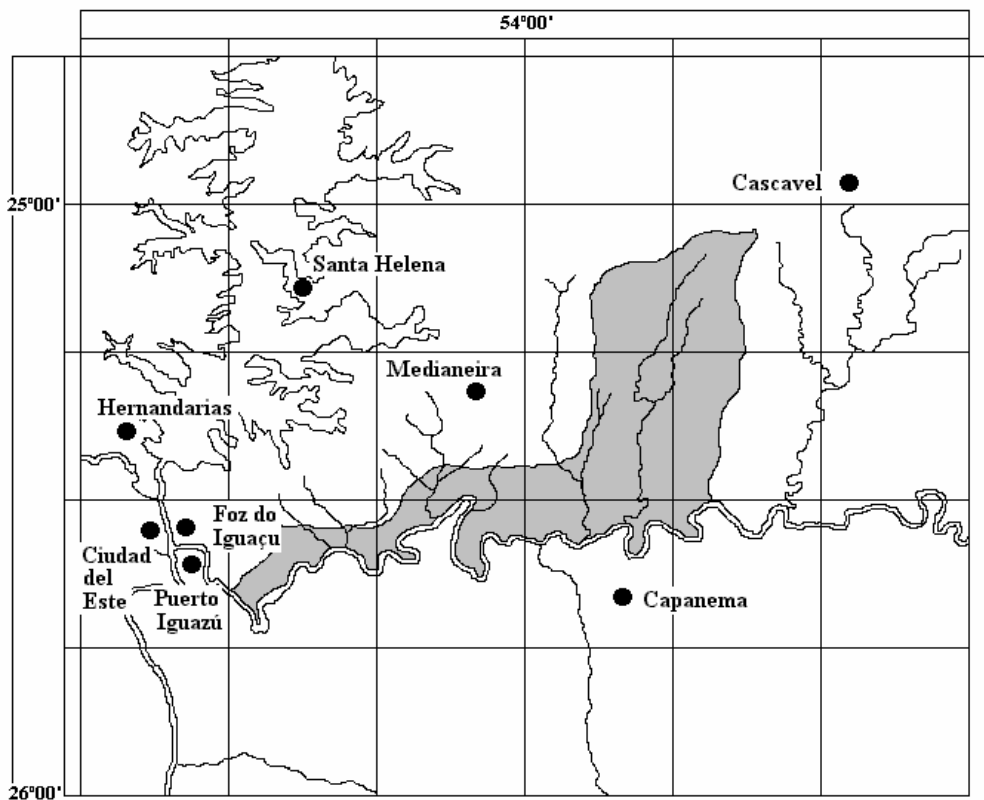 54º00'
Cascavel
25º00'
Santa Helena
Medianeira
Hernandarias
Foz do
Iguaçu
Ciudad
del
Este
Puerto
Iguazú
Capanema
26º00'